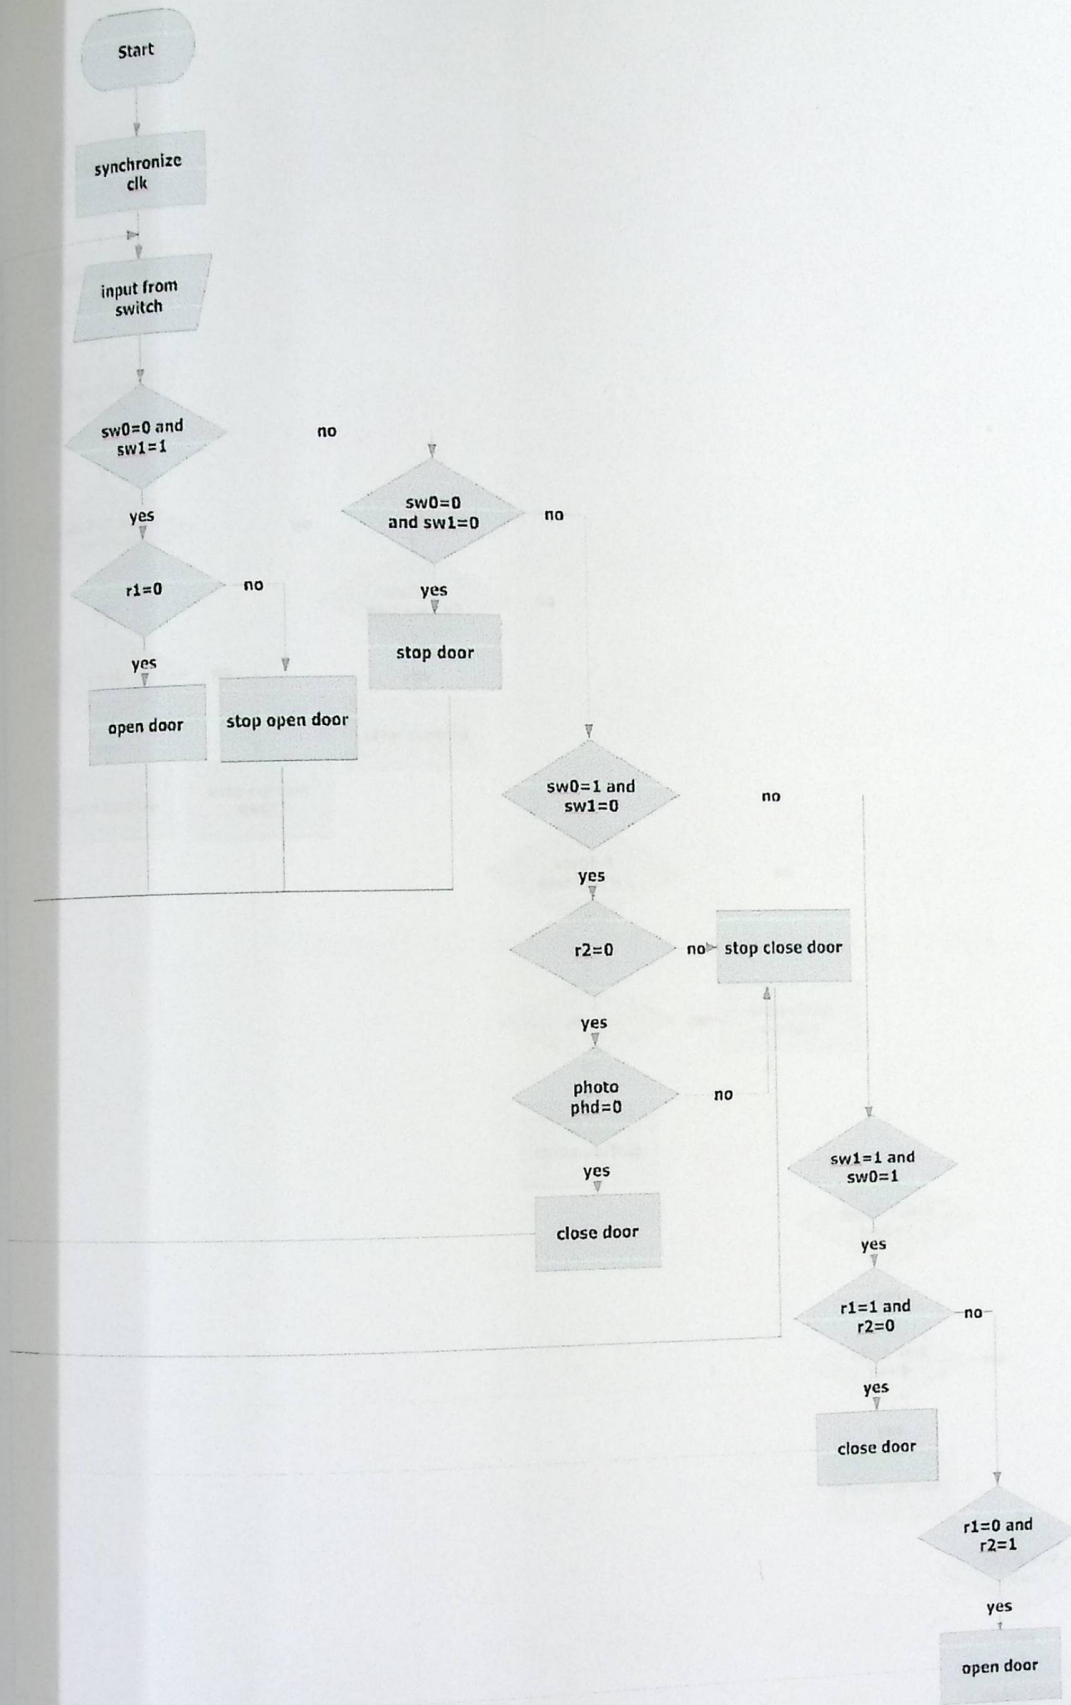 Start
synchronize
clk
input from
switch
sw0=0 and
sw1=1
no
yes
r1=0
no
yes
open door
stop open door
sw0=0
and sw1=0
no
yes
stop door
sw0=1 and
sw1=0
no
yes
r2=0
no
stop close door
yes
photo
phd=0
no
yes
close door
sw1=1 and
sw0=1
yes
r1=1 and
r2=0
no
yes
close door
r1=0 and
r2=1
yes
open door